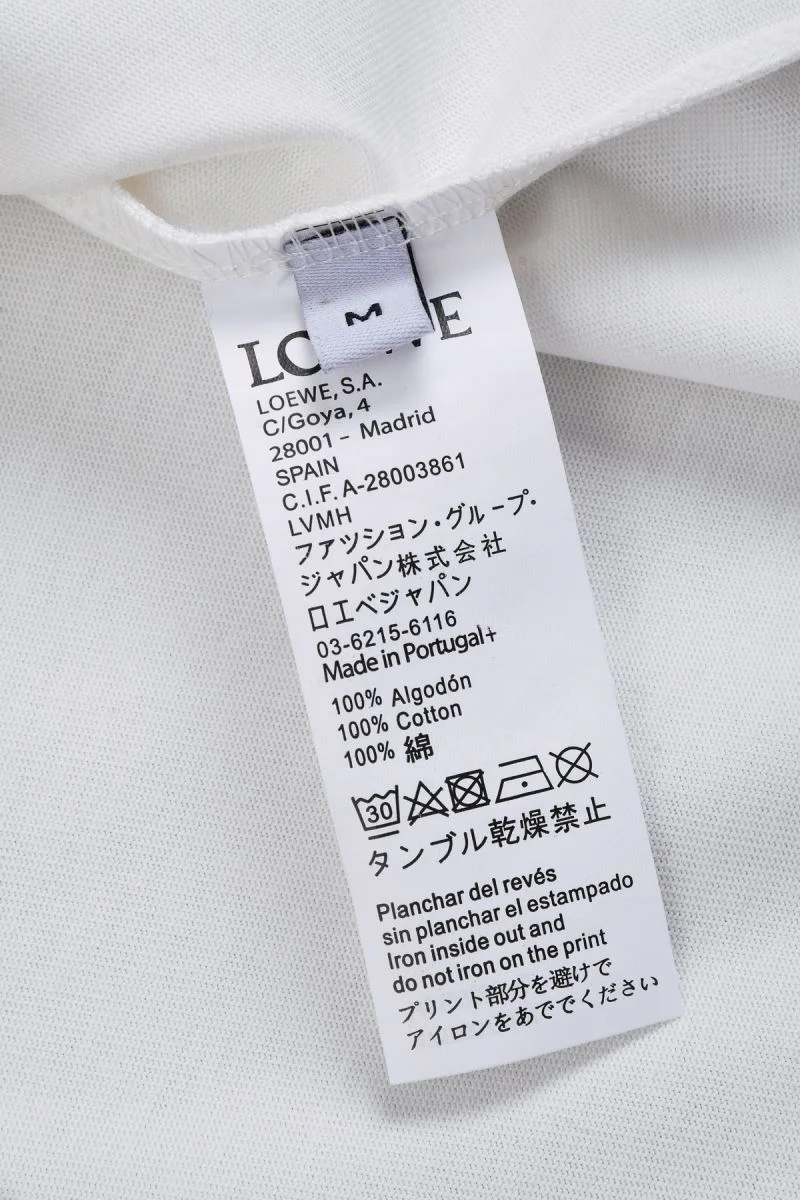 M
LOEWE
LOEWE, S.A.
C/Goya, 4
28001 - Madrid
SPAIN
C.I.F. A-28003861
LVMH
ファツション・グループ・
ジャパン株式会社
ロエベジャパン
03-6215-6116
Made in Portugal+
100% Algodón
100% Cotton
100% 綿
30
タンブル乾燥禁止
Planchar del revés
sin planchar el estampado
Iron inside out and
do not iron on the print
プリント部分を避けで
アイロンをあででください